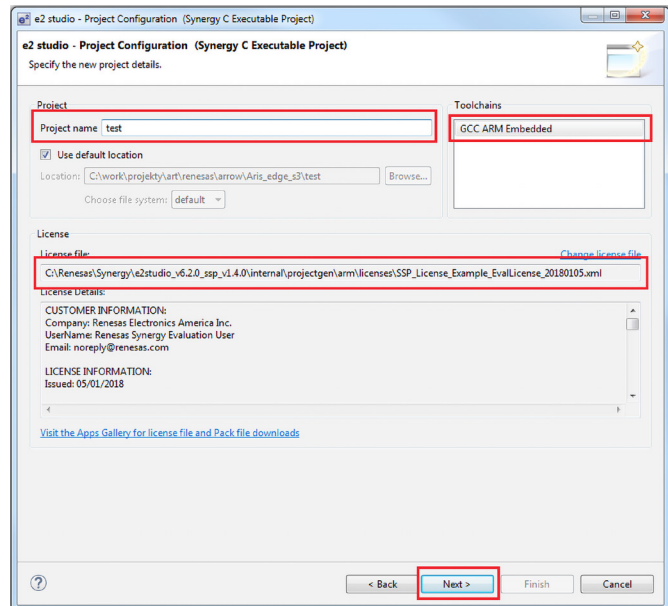 e2 studio - Project Configuration (Synergy C Executable Project)
e2 studio - Project Configuration (Synergy C Executable Project)
Specify the new project details.
Project
Toolchains
Project name test
GCC ARM Embedded
Use default location
Location: C:\work\projekty\art\renesas\arrow\Aris_edge_s3\test Browse...
Choose file system: default
License
License file:
Change license file
C:\Renesas\Synergy\e2studio_v6.2.0_ssp_v1.4.0\internal\projectgen\arm\licenses\SSP_License_Example_EvalLicense_20180105.xml
License Details:
CUSTOMER INFORMATION:
Company: Renesas Electronics America Inc.
UserName: Renesas Synergy Evaluation User
Email: noreply@renesas.com
LICENSE INFORMATION:
Issued: 05/01/2018
Visit the Apps Gallery for license file and Pack file downloads
? < Back Next > Finish Cancel